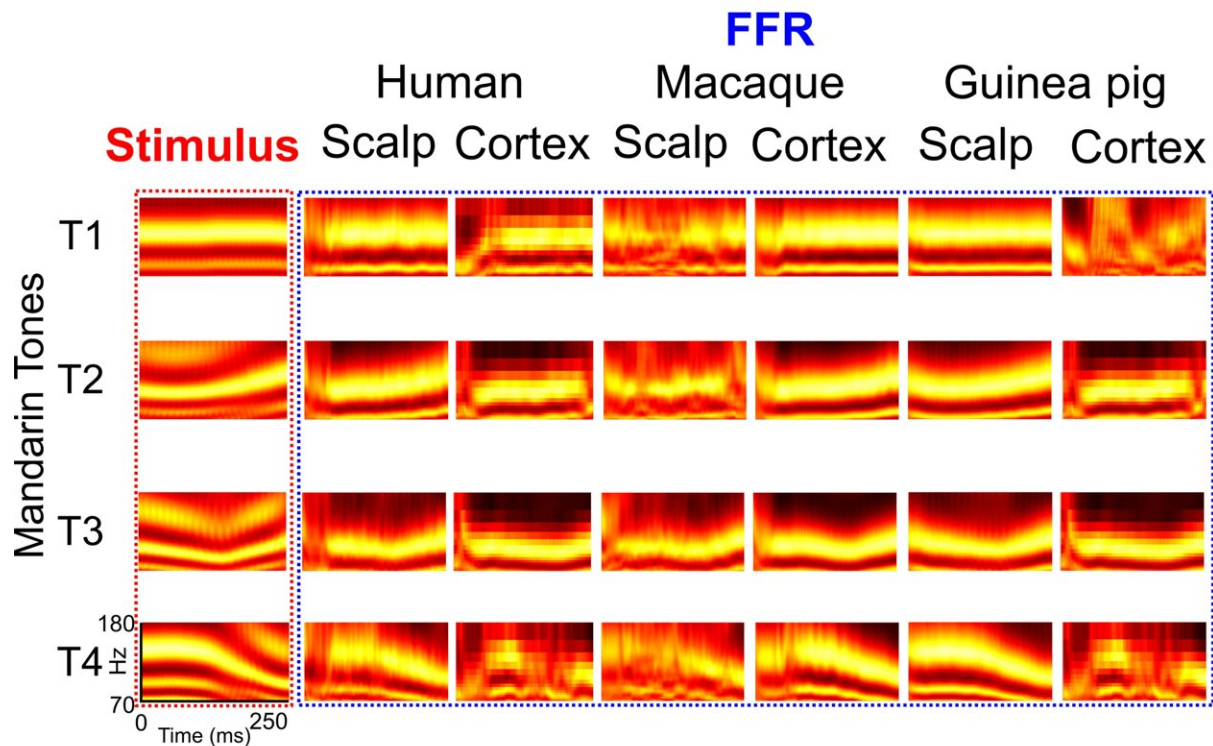 FFR
Human Macaque Guinea pig
Stimulus Scalp Cortex Scalp Cortex Scalp Cortex
Mandarin Tones
T1
T2
T3
T4
180
Hz
70
0 250
Time (ms)